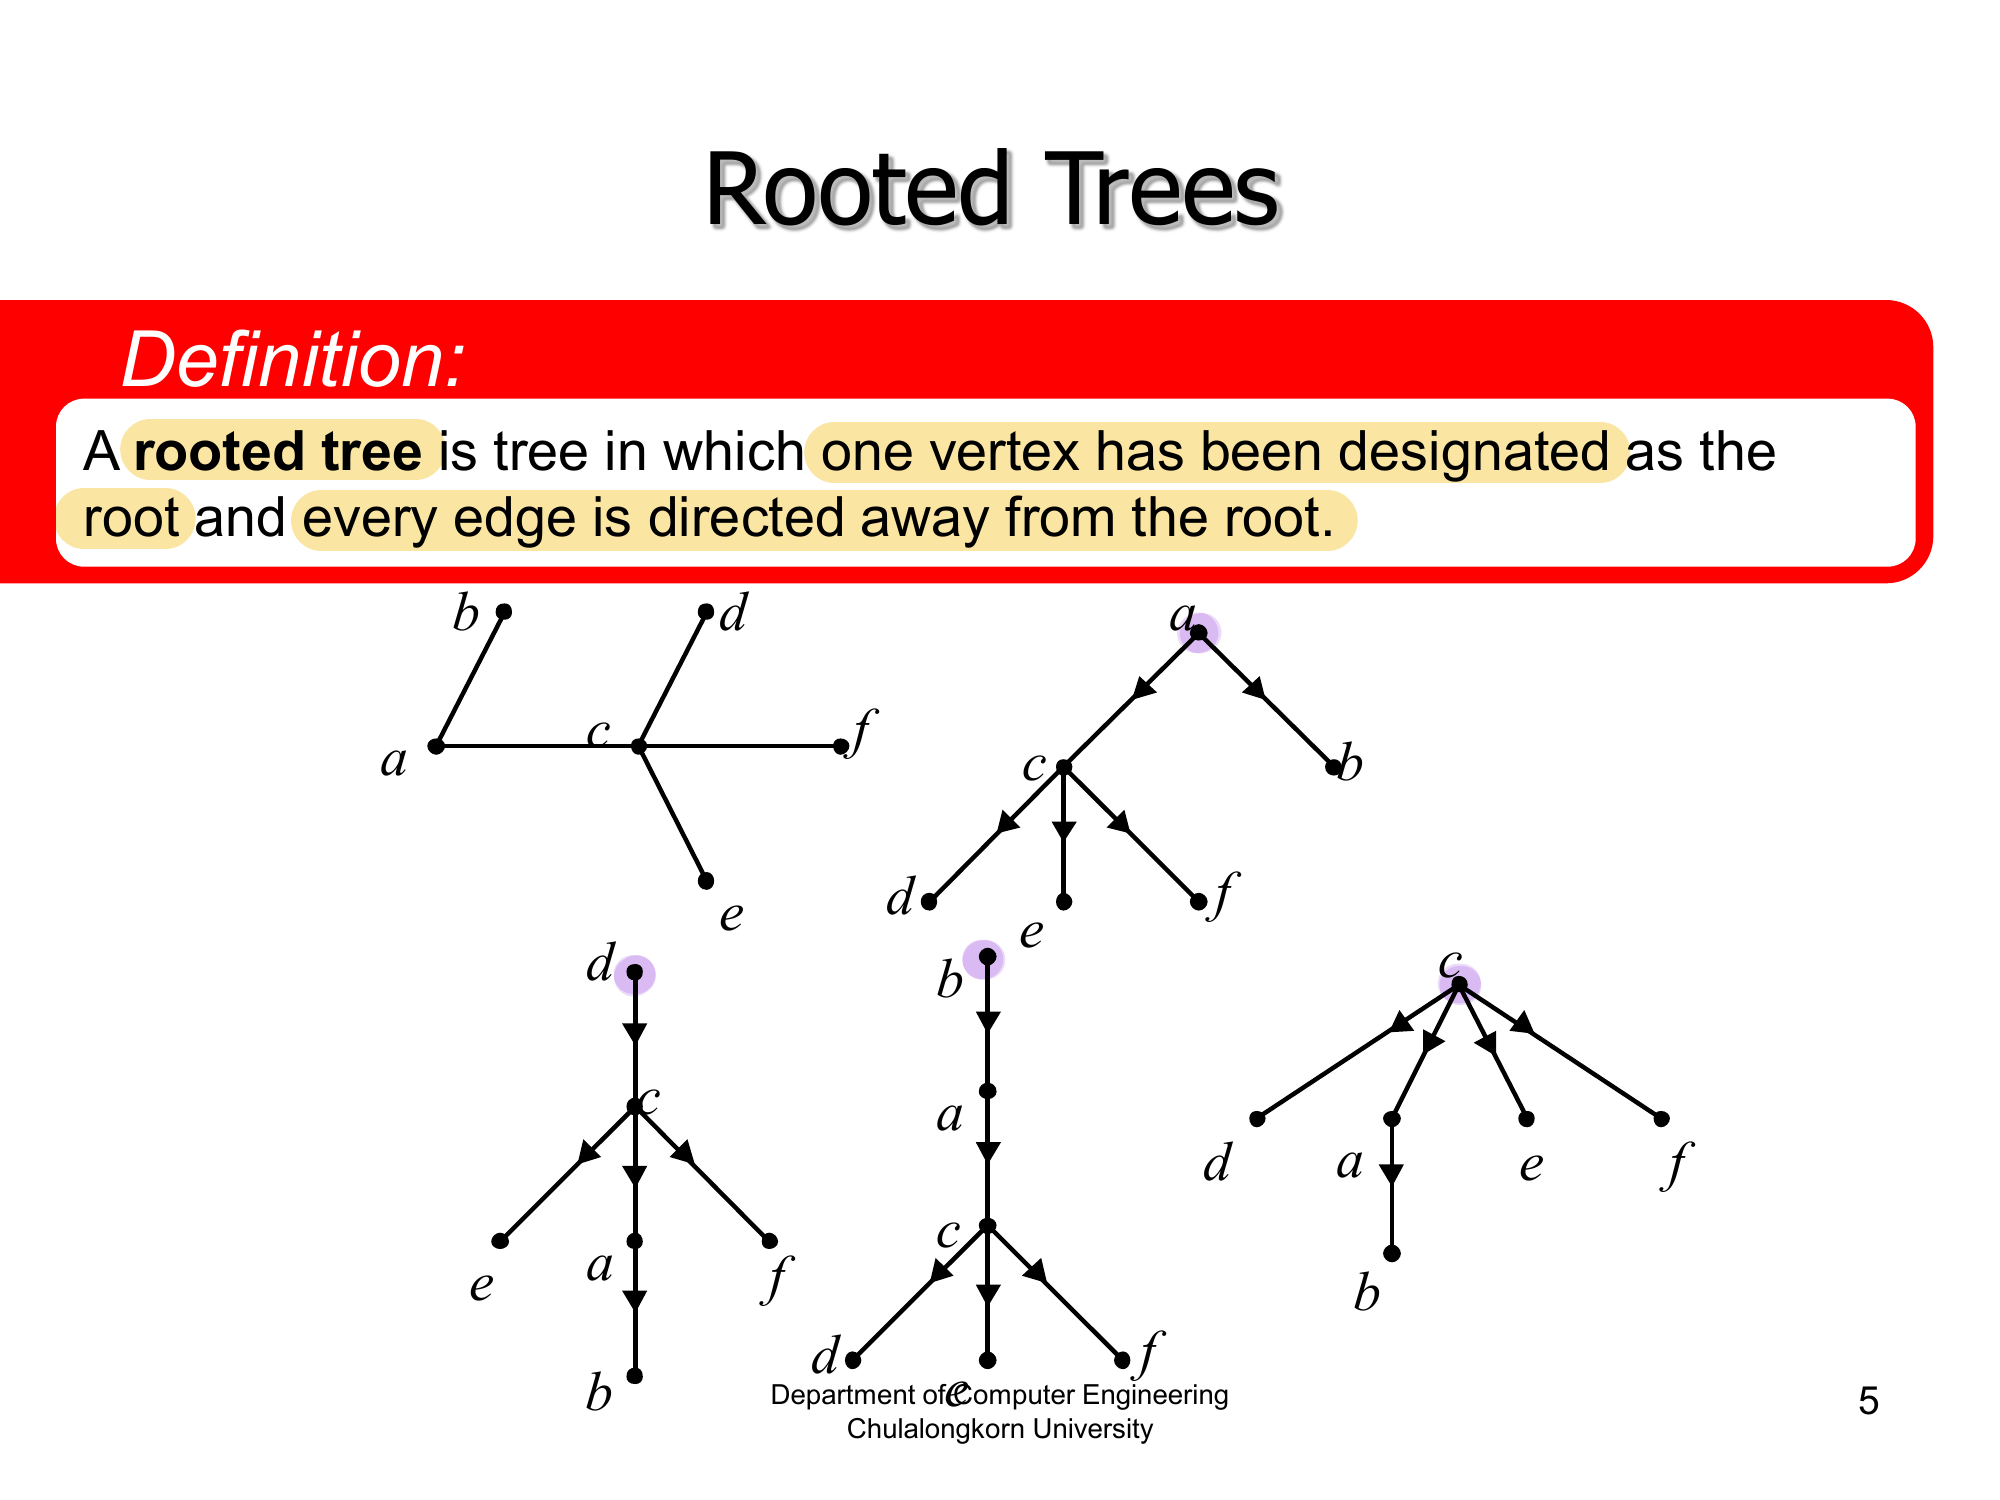 Rooted Trees
Definition:
A rooted tree is tree in which one vertex has been designated as the
root and every edge is directed away from the root.
b
d
a
c
f
a
e
c
b
d
e
f
d
c
e
a
f
b
b
a
c
d
e
f
c
d
a
e
f
b
Department of Computer Engineering
Chulalongkorn University
5